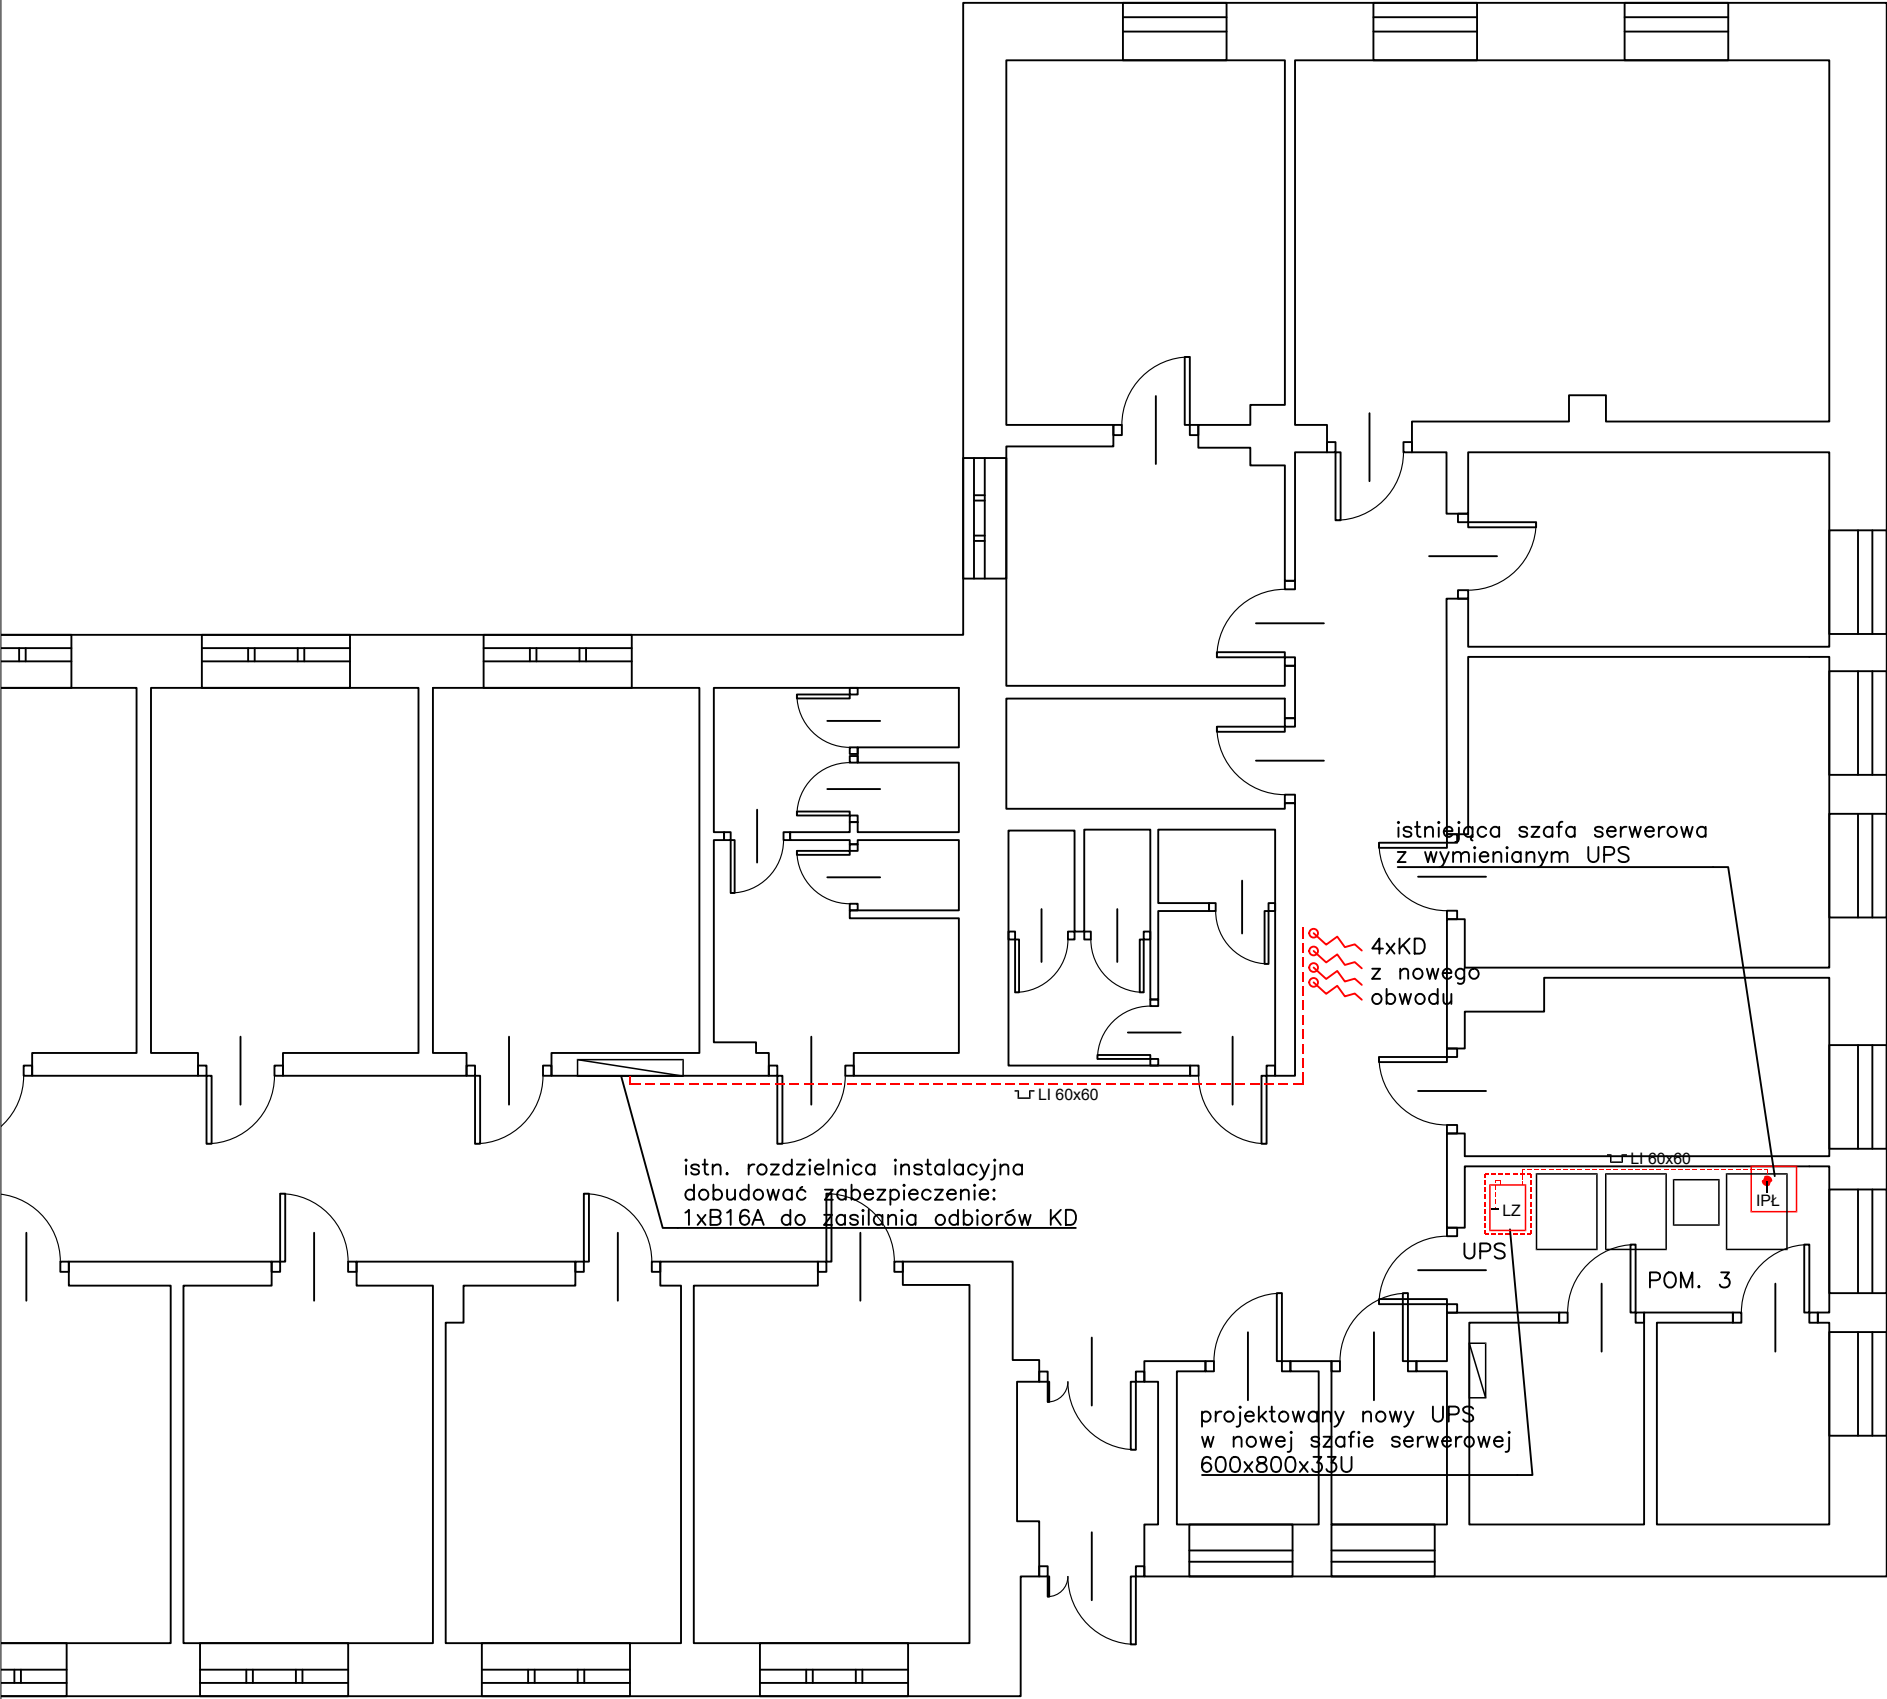 istniejąca szafa serwerowa
z wymienianym UPS
4xKD
z nowego
obwodu
LI 60x60
istn. rozdzielnica instalacyjna
dobudować zabezpieczenie:
1xB16A do zasilania odbiorów KD
LI 60x60
IPŁ
LZ
UPS
POM. 3
projektowany nowy UPS
w nowej szafie serwerowej
600x800x33U